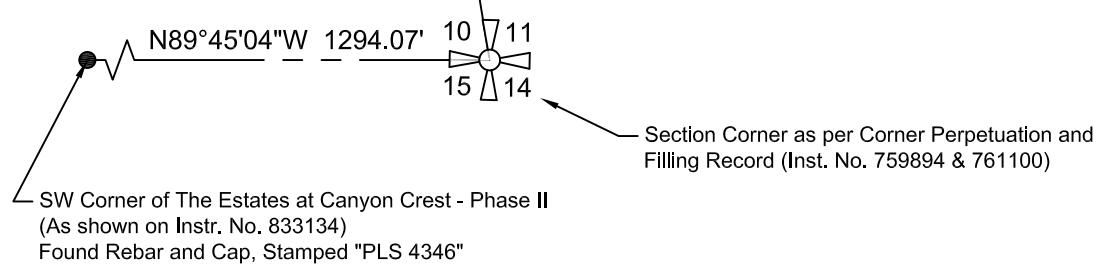 10 11
N89°45'04"W 1294.07'
15 14
Section Corner as per Corner Perpetuation and
Filling Record (Inst. No. 759894 & 761100)
SW Corner of The Estates at Canyon Crest - Phase II
(As shown on Instr. No. 833134)
Found Rebar and Cap, Stamped "PLS 4346"